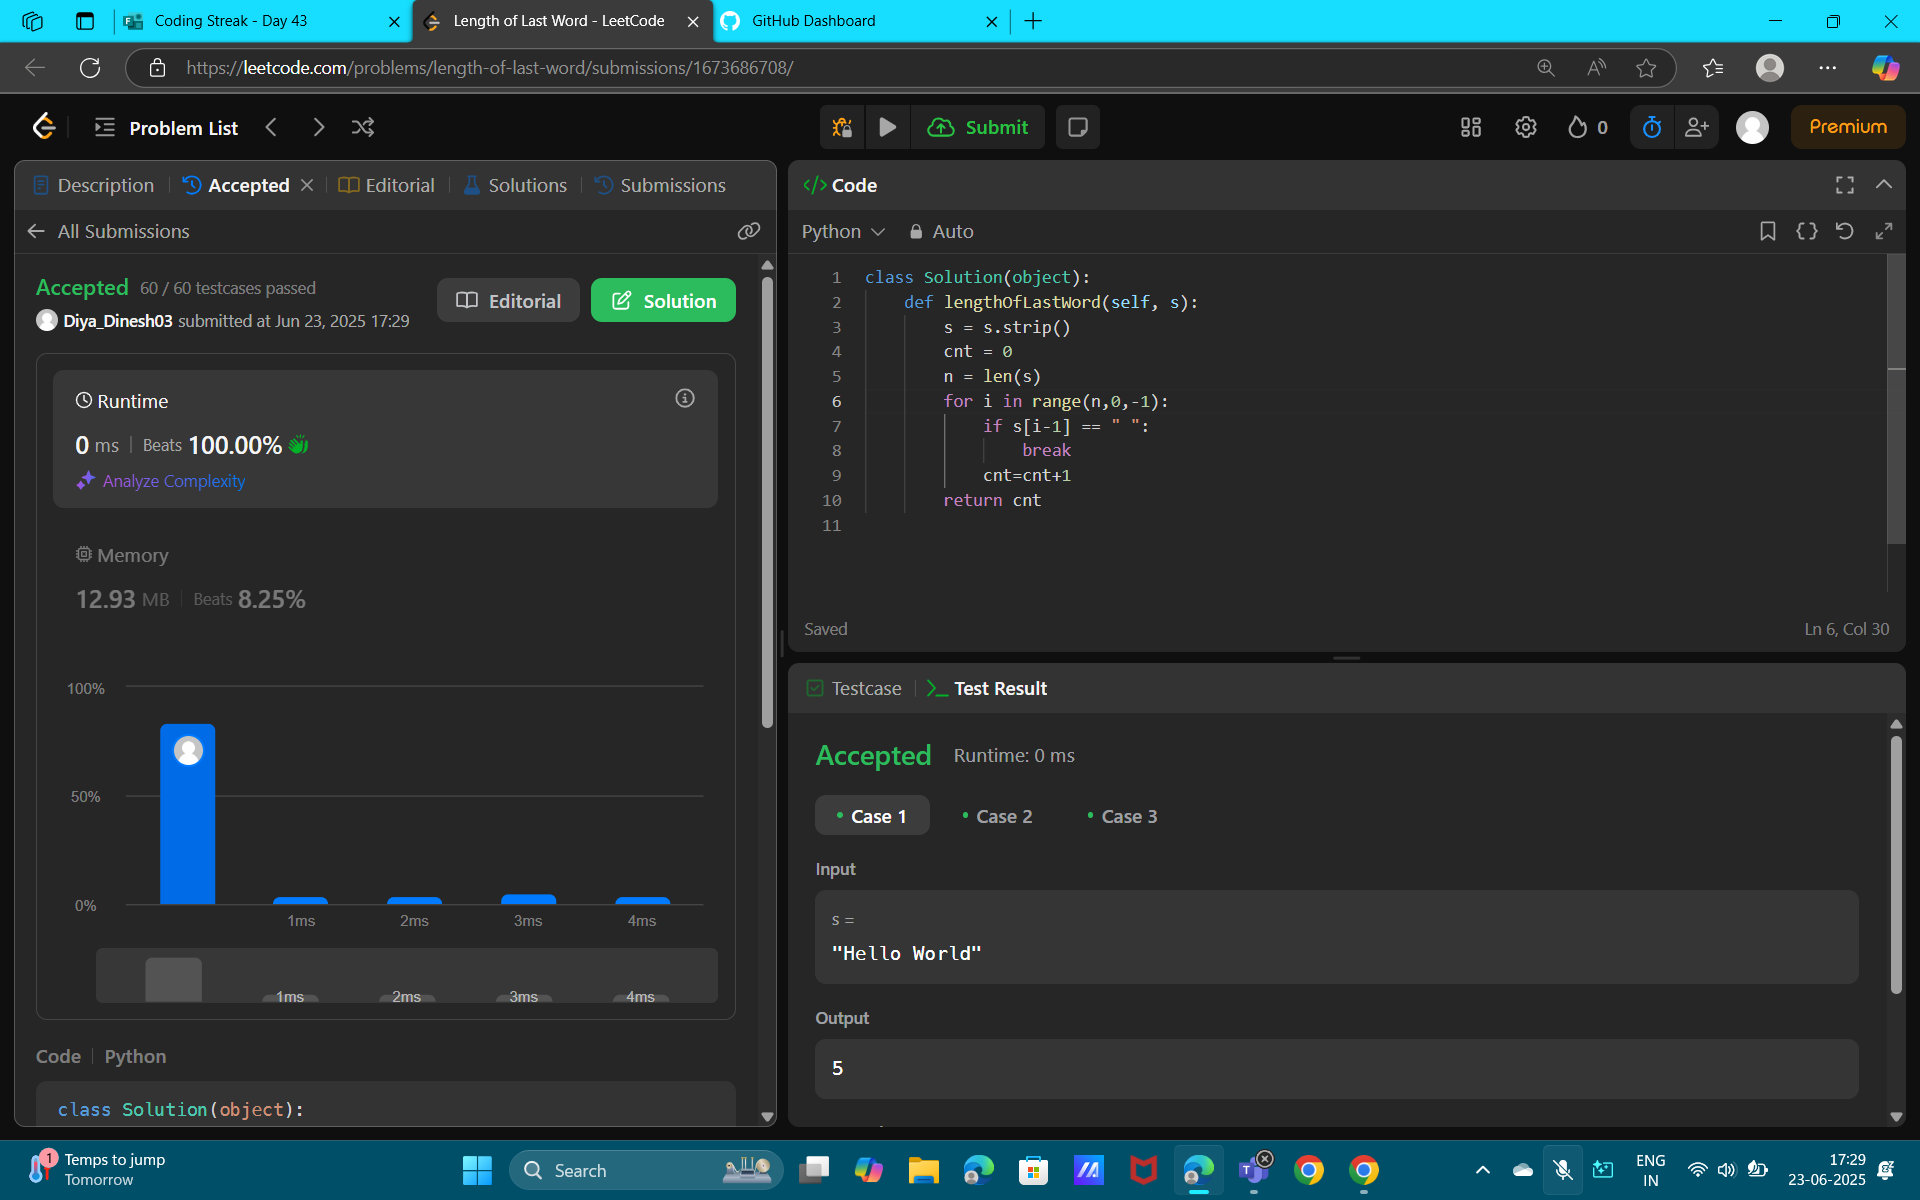 Coding Streak - Day 43
Length of Last Word - LeetCode
GitHub Dashboard
https://leetcode.com/problems/length-of-last-word/submissions/1673686708/
Problem List
Submit
0
Premium
Description
Accepted
Editorial
Solutions
Submissions
All Submissions
Accepted 60 / 60 testcases passed
Diya_Dinesh03 submitted at Jun 23, 2025 17:29
Editorial
Solution
Runtime
0 ms | Beats 100.00%
Analyze Complexity
Memory
12.93 MB | Beats 8.25%
100%
50%
0%
1ms 2ms 3ms 4ms
1ms 2ms 3ms 4ms
Code | Python
class Solution(object):
</> Code
Python Auto
1 class Solution(object):
2 def lengthOfLastWord(self, s):
3 s = s.strip()
4 cnt = 0
5 n = len(s)
6 for i in range(n,0,-1):
7 if s[i-1] == " ":
8 break
9 cnt=cnt+1
10 return cnt
11
Saved
Ln 6, Col 30
Testcase
Test Result
Accepted Runtime: 0 ms
Case 1 Case 2 Case 3
Input
s =
"Hello World"
Output
5
1
Temps to jump
Tomorrow
Search
ENG
IN
17:29
23-06-2025